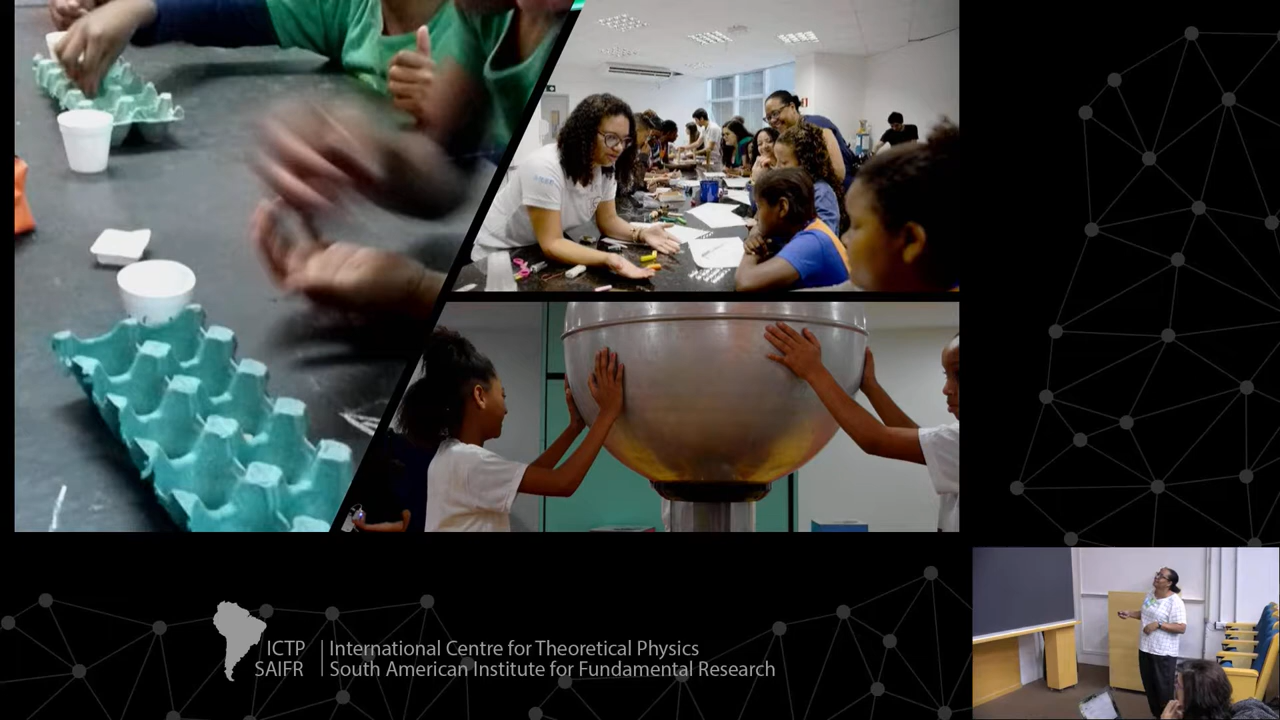 ICTP
SAIFR
International Centre for Theoretical Physics
South American Institute for Fundamental Research